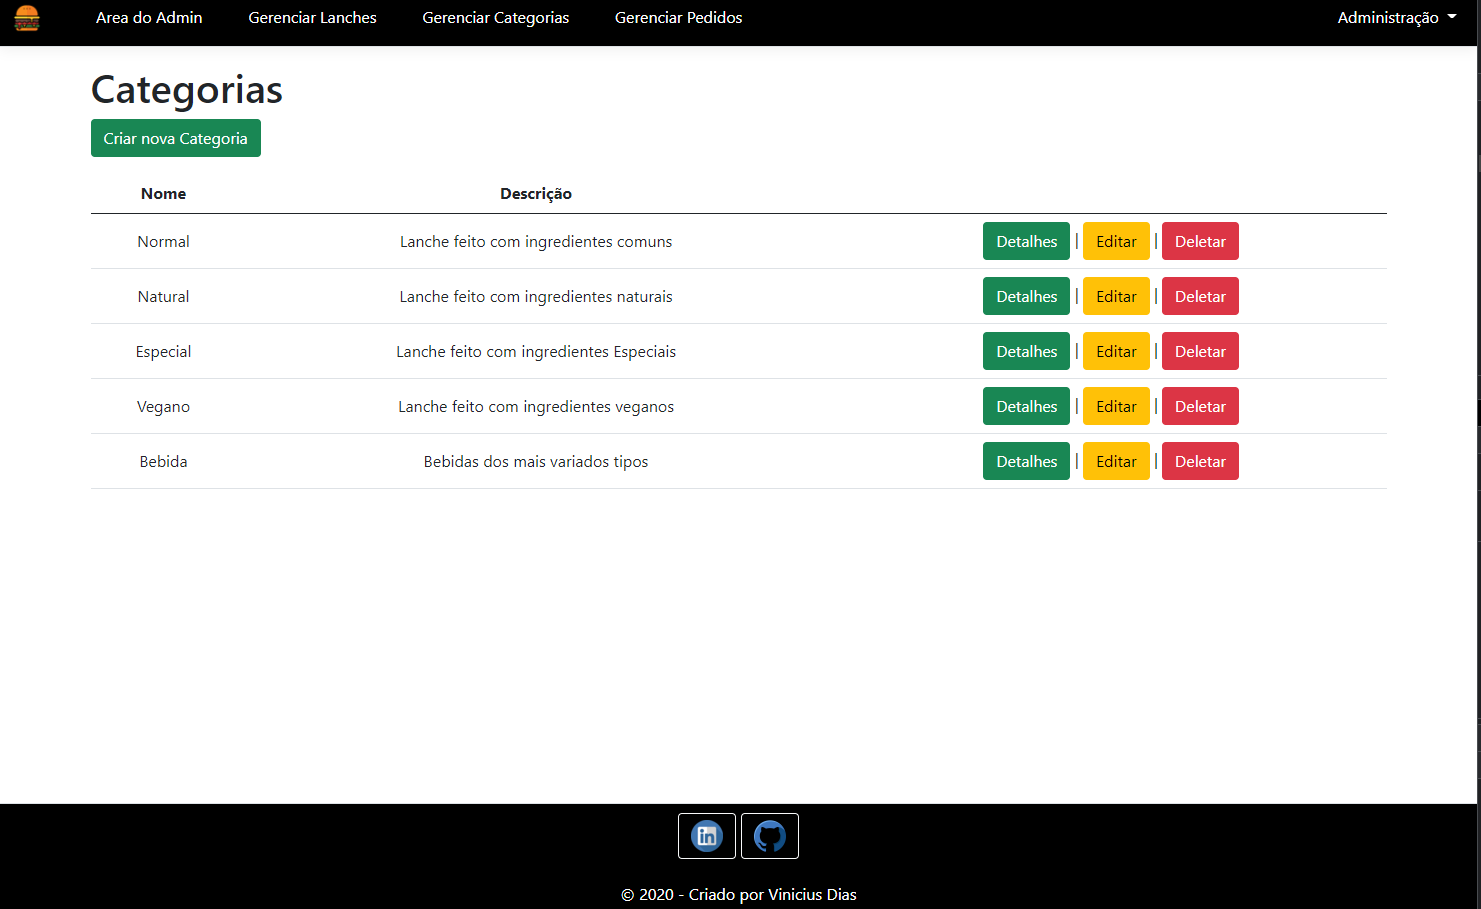 Area do Admin Gerenciar Lanches Gerenciar Categorias Gerenciar Pedidos Administração
Categorias
Criar nova Categoria
Nome Descrição
Normal Lanche feito com ingredientes comuns Detalhes | Editar | Deletar
Natural Lanche feito com ingredientes naturais Detalhes | Editar | Deletar
Especial Lanche feito com ingredientes Especiais Detalhes | Editar | Deletar
Vegano Lanche feito com ingredientes veganos Detalhes | Editar | Deletar
Bebida Bebidas dos mais variados tipos Detalhes | Editar | Deletar
in
© 2020 - Criado por Vinicius Dias